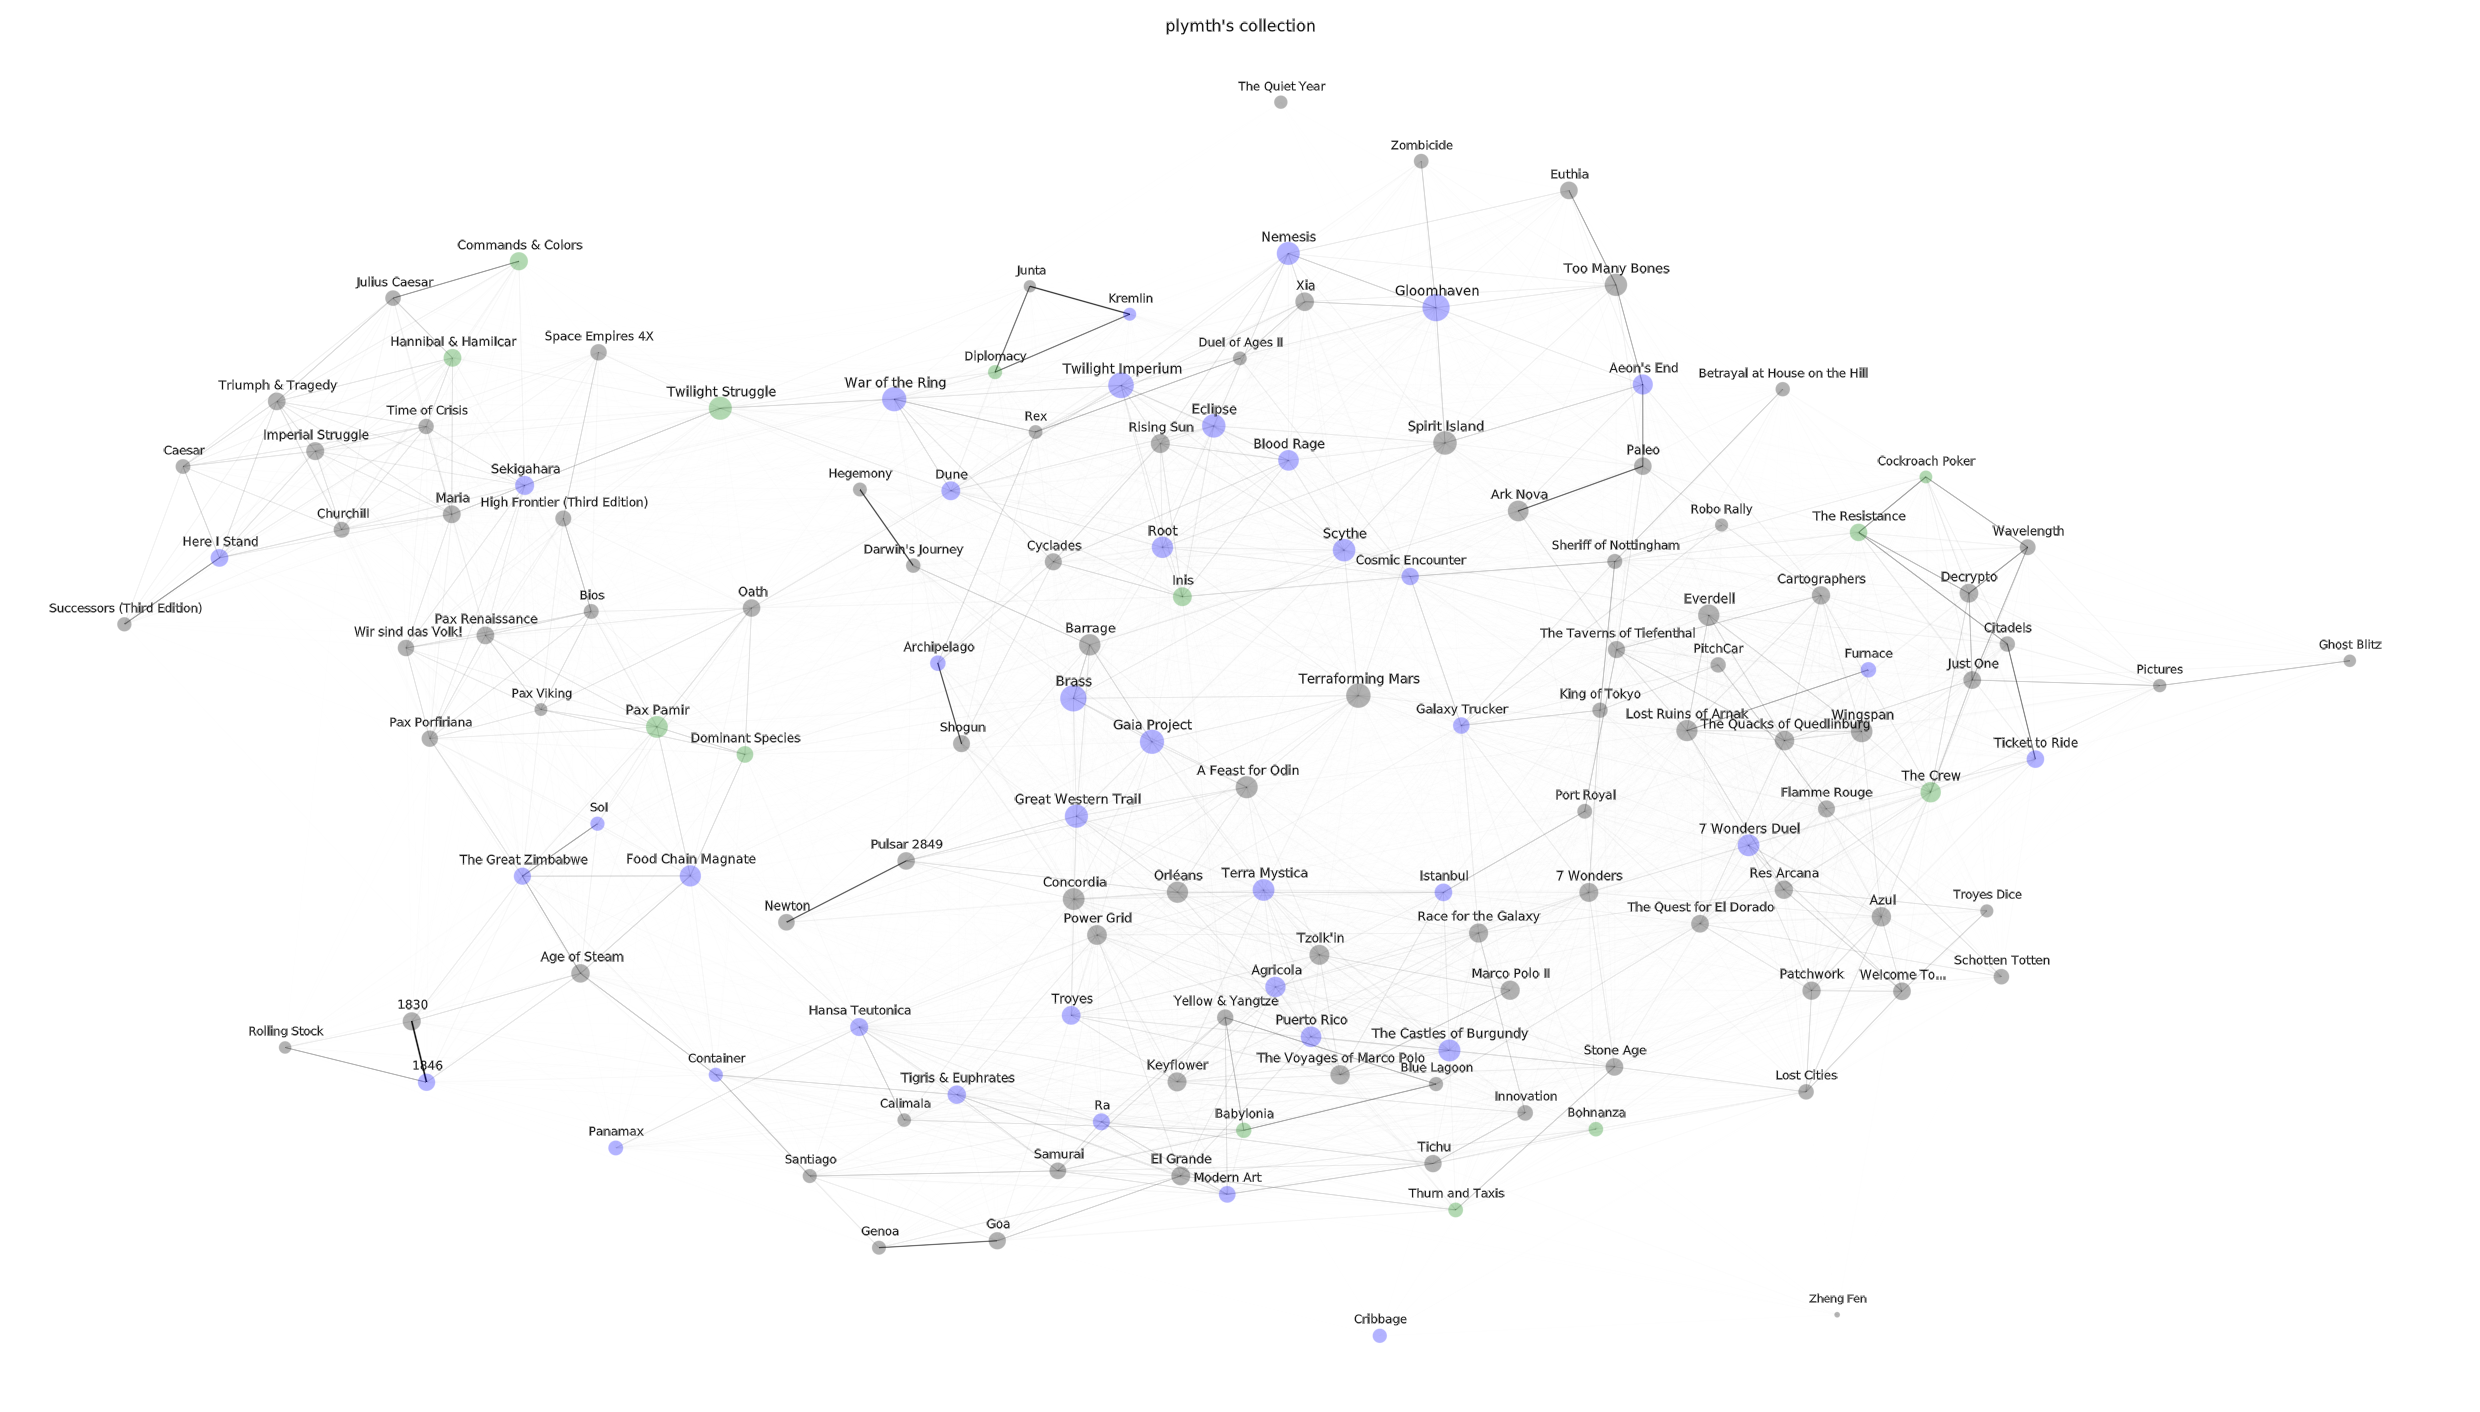 plymth's collection
The Quiet Year
Zombicide
Euthia
Nemesis
Commands & Colors
Too Many Bones
Junta
Julius Caesar
Xia
Gloomhaven
Kremlin
Space Empires 4X
Hannibal & Hamilcar
Duel of Ages II
Diplomacy
Twilight Imperium
Aeon's End
Betrayal at House on the Hill
War of the Ring
Triumph & Tragedy
Twilight Struggle
Time of Crisis
Eclipse
Rex
Rising Sun
Spirit Island
Imperial Struggle
Blood Rage
Caesar
Paleo
Cockroach Poker
Sekigahara
Hegemony
Dune
Ark Nova
Maria
High Frontier (Third Edition)
Robo Rally
Churchill
The Resistance
Wavelength
Root
Scythe
Here I Stand
Darwin's Journey
Cyclades
Sheriff of Nottingham
Cosmic Encounter
Inis
Cartographers
Decrypto
Oath
Bios
Everdell
Successors (Third Edition)
Pax Renaissance
Wir sind das Volk!
Barrage
Citadels
The Taverns of Tiefenthal
Archipelago
PitchCar
Ghost Blitz
Furnace
Just One
Pictures
Brass
Terraforming Mars
Pax Viking
King of Tokyo
Pax Pamir
Galaxy Trucker
Lost Ruins of Arnak
Wingspan
Pax Porfiriana
Gaia Project
The Quacks of Quedlinburg
Shogun
Dominant Species
Ticket to Ride
A Feast for Odin
The Crew
Flamme Rouge
Port Royal
Great Western Trail
Sol
7 Wonders Duel
Pulsar 2849
The Great Zimbabwe
Food Chain Magnate
Terra Mystica
Res Arcana
Orléans
Istanbul
7 Wonders
Concordia
Troyes Dice
Azul
Newton
The Quest for El Dorado
Power Grid
Race for the Galaxy
Tzolk'in
Age of Steam
Schotten Totten
Agricola
Marco Polo II
Patchwork
Welcome To...
Troyes
Yellow & Yangtze
1830
Hansa Teutonica
Puerto Rico
Rolling Stock
The Castles of Burgundy
Stone Age
Container
The Voyages of Marco Polo
1846
Keyflower
Blue Lagoon
Lost Cities
Tigris & Euphrates
Innovation
Calimala
Ra
Babylonia
Bohnanza
Panamax
Tichu
Samurai
Santiago
El Grande
Modern Art
Thurn and Taxis
Goa
Genoa
Zheng Fen
Cribbage